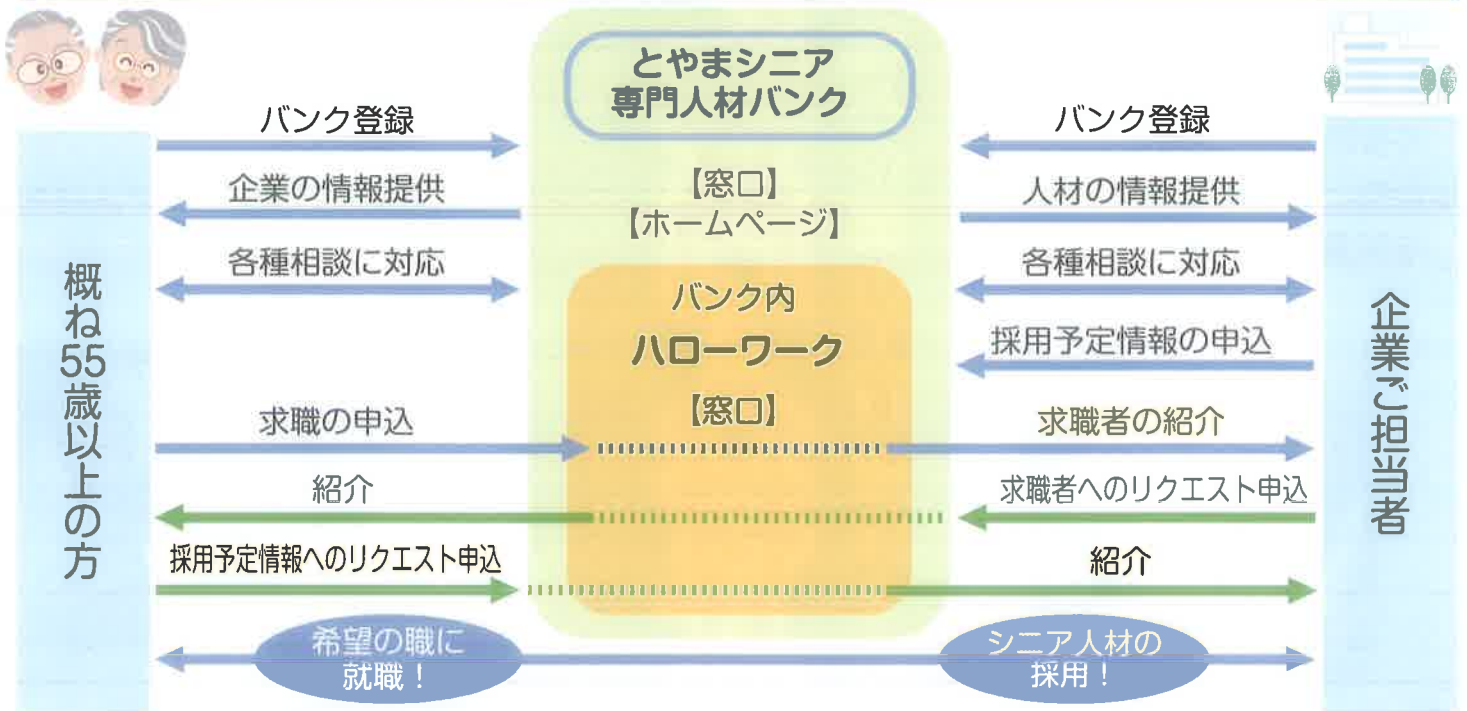 とやまシニア
専門人材バンク
バンク登録
バンク登録
企業の情報提供
【窓口】
【ホームページ】
人材の情報提供
各種相談に対応
各種相談に対応
概ね55歳以上の方
バンク内
ハローワーク
【窓口】
企業ご担当者
採用予定情報の申込
求職の申込
求職者の紹介
紹介
求職者へのリクエスト申込
採用予定情報へのリクエスト申込
紹介
希望の職に
就職！
シニア人材の
採用！